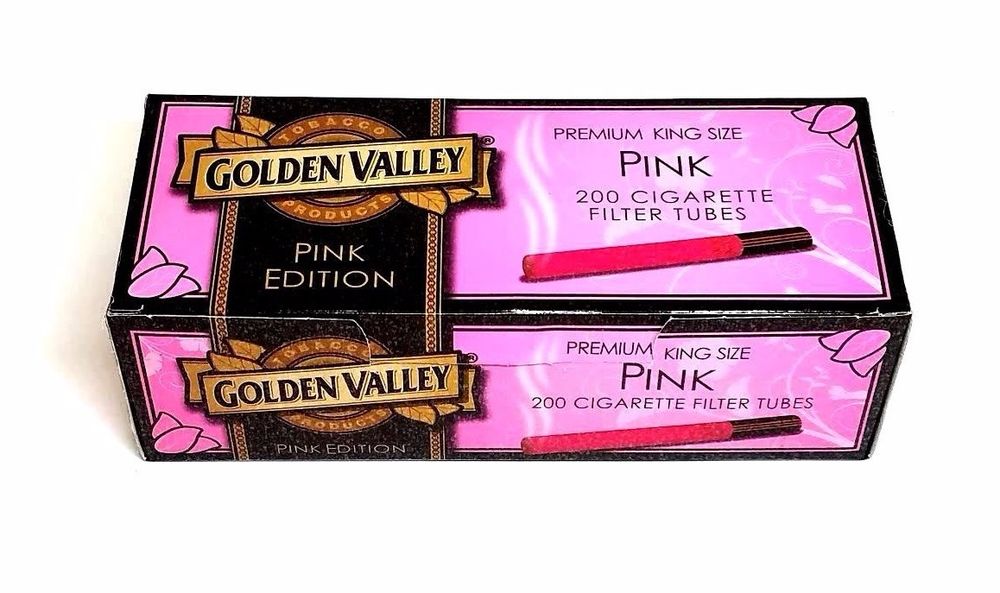 TOBACCO
GOLDEN VALLEY®
PRODUCTS
PINK
EDITION
PREMIUM KING SIZE
PINK
200 CIGARETTE
FILTER TUBES
TOBACCO
GOLDEN VALLEY®
PRODUCTS
PINK EDITION
PREMIUM KING SIZE
PINK
200 CIGARETTE FILTER TUBES